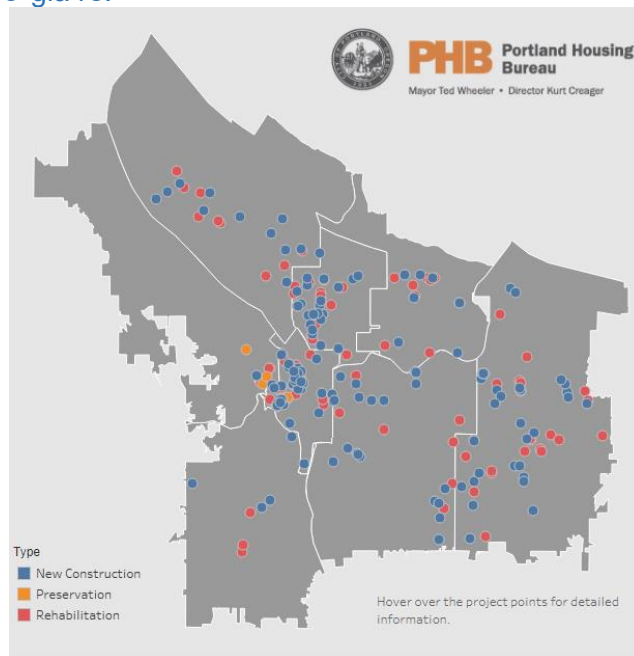 PHB Portland Housing
Bureau
Mayor Ted Wheeler • Director Kurt Creager
Type
New Construction
Preservation
Rehabilitation
Hover over the project points for detailed
information.